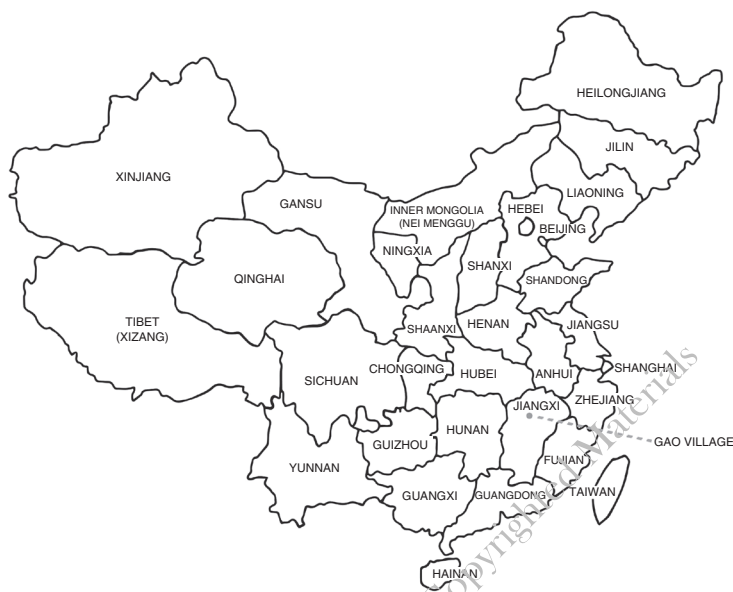 HEILONGJIANG
JILIN
XINJIANG
LIAONING
GANSU
INNER MONGOLIA
(NEI MENGGU)
HEBEI
BEIJING
NINGXIA
SHANXI
QINGHAI
SHANDONG
TIBET
(XIZANG)
SHAANXI
HENAN
JIANGSU
CHONGQING
SICHUAN
HUBEI
ANHUI
SHANGHAI
ZHEJIANG
JIANGXI
HUNAN
GUIZHOU
GAO VILLAGE
YUNNAN
FUJIAN
GUANGXI
GUANGDONG
TAIWAN
HAINAN
Copyrighted Materials